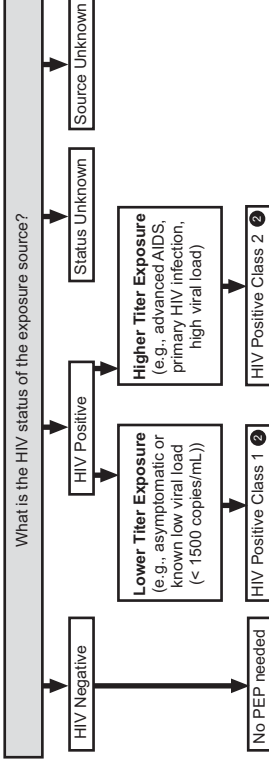 What is the HIV status of the exposure source?
HIV Negative
HIV Positive
Status Unknown
Source Unknown
Lower Titer Exposure
(e.g., asymptomatic or
known low viral load
(< 1500 copies/mL))
Higher Titer Exposure
(e.g., advanced AIDS,
primary HIV infection,
high viral load)
No PEP needed
HIV Positive Class 1 ❷
HIV Positive Class 2 ❷